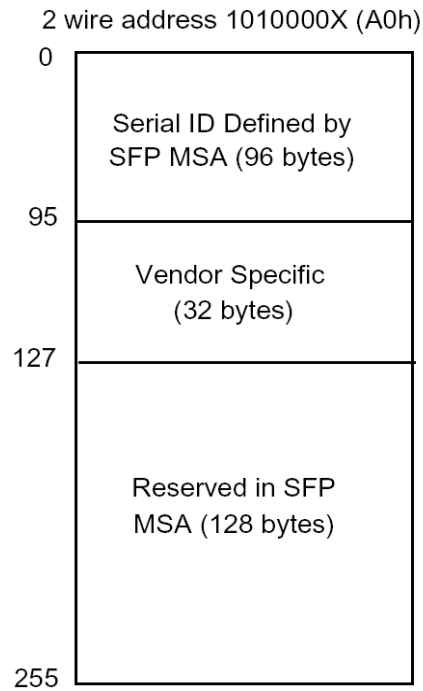 2 wire address 1010000X (A0h)
0
Serial ID Defined by
SFP MSA (96 bytes)
95
Vendor Specific
(32 bytes)
127
Reserved in SFP
MSA (128 bytes)
255